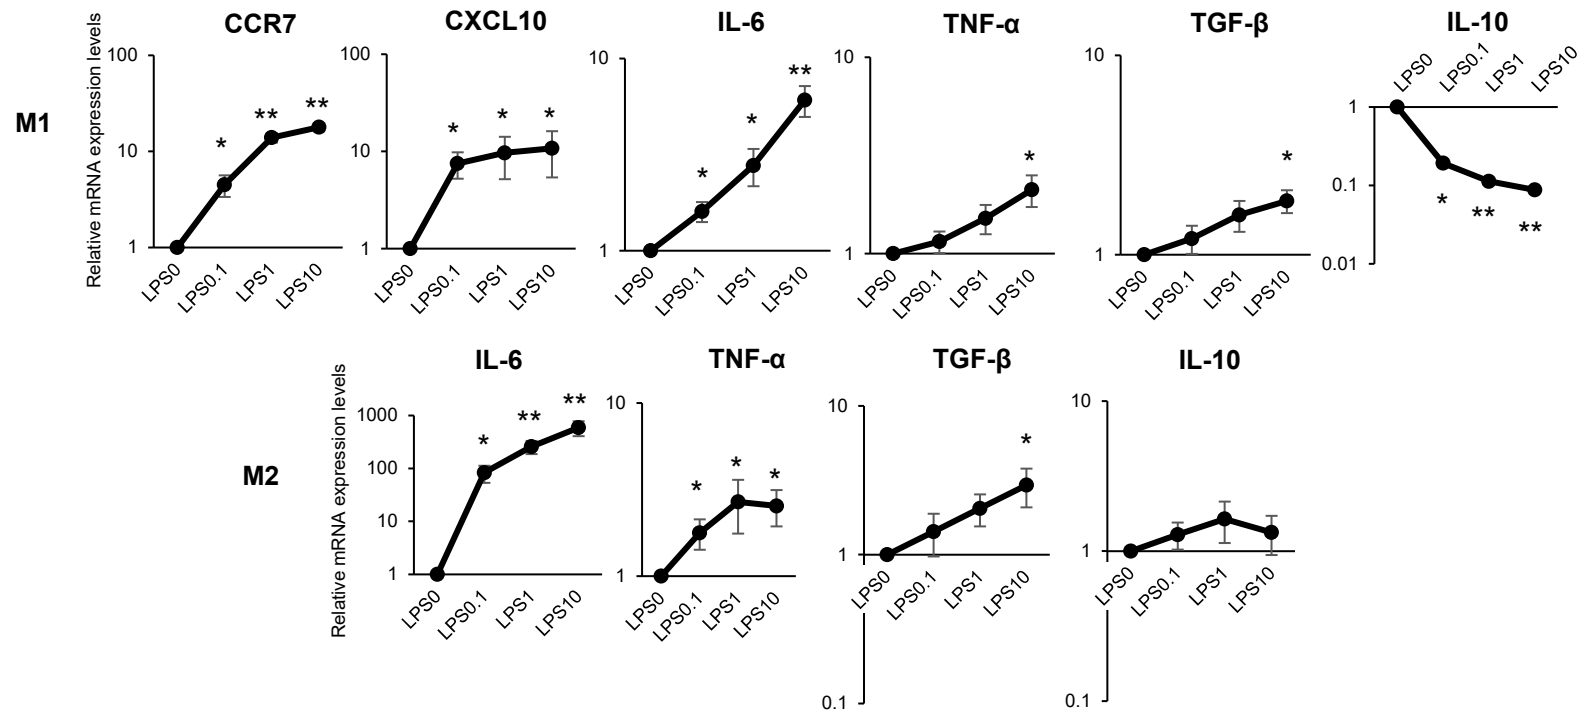 CCR7
CXCL10
IL-6
TNF-α
TGF-β
IL-10
M1
Relative mRNA expression levels
100
10
1
*
**
**
LPS0
LPS0.1
LPS1
LPS10
100
10
1
*
*
*
LPS0
LPS0.1
LPS1
LPS10
10
1
*
*
**
LPS0
LPS0.1
LPS1
LPS10
10
1
*
LPS0
LPS0.1
LPS1
LPS10
10
1
*
LPS0
LPS0.1
LPS1
LPS10
LPS0
LPS0.1
LPS1
LPS10
1
0.1
0.01
*
**
**
IL-6
TNF-α
TGF-β
IL-10
M2
Relative mRNA expression levels
1000
100
10
1
*
**
**
LPS0
LPS0.1
LPS1
LPS10
10
1
*
*
*
LPS0
LPS0.1
LPS1
LPS10
10
1
0.1
*
LPS0
LPS0.1
LPS1
LPS10
10
1
0.1
LPS0
LPS0.1
LPS1
LPS10